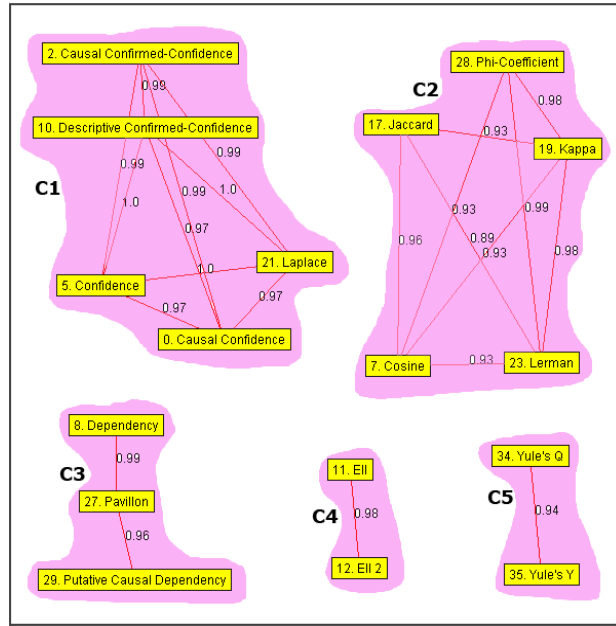 2. Causal Confirmed-Confidence
0.99
10. Descriptive Confirmed-Confidence
0.99
0.99
C1
1.0
0.99
1.0
0.97
21. Laplace
1.0
5. Confidence
0.97
0.97
0. Causal Confidence
28. Phi-Coefficient
C2
0.98
17. Jaccard
0.93
19. Kappa
0.93
0.99
0.96
0.89
0.93
0.98
7. Cosine
0.93
23. Lerman
8. Dependency
0.99
C3
27. Pavillon
0.96
29. Putative Causal Dependency
11. Ell
C4
0.98
12. Ell 2
34. Yule's Q
C5
0.94
35. Yule's Y